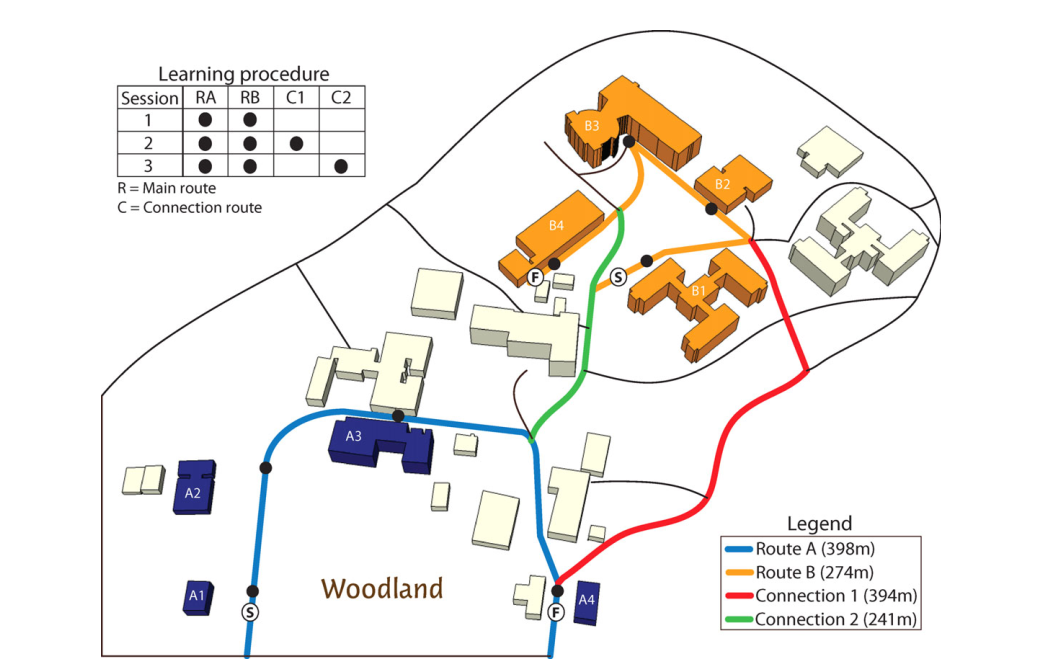 Learning procedure
Session RA RB C1 C2
1 ● ●
2 ● ● ●
3 ● ● ●
R = Main route
C = Connection route
B3
B2
B4
F
S
B1
A3
A2
A1
S
Woodland
F
A4
Legend
Route A (398m)
Route B (274m)
Connection 1 (394m)
Connection 2 (241m)